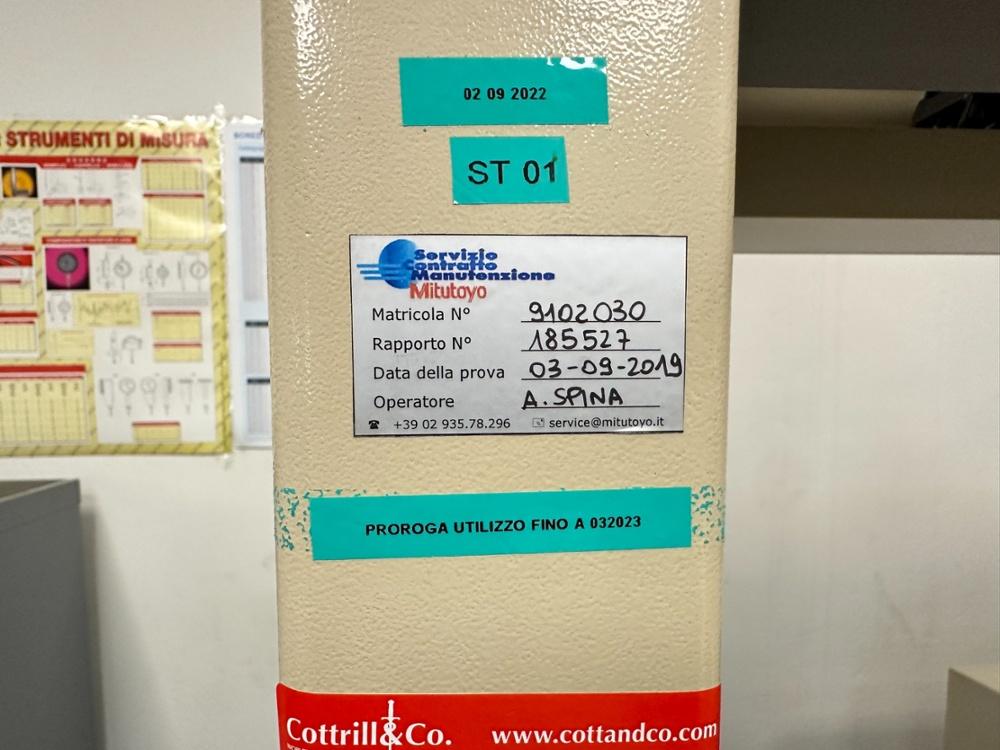 STRUMENTI DI MISURA
02 09 2022
ST 01
Servizio
Contratto
Manutenzione
Mitutoyo
Matricola N° 9102030
Rapporto N° 185527
Data della prova 03-09-2019
Operatore A. SPINA
☎ +39 02 935.78.296 service@mitutoyo.it
PROROGA UTILIZZO FINO A 032023
Cottrill&Co. www.cottandco.com